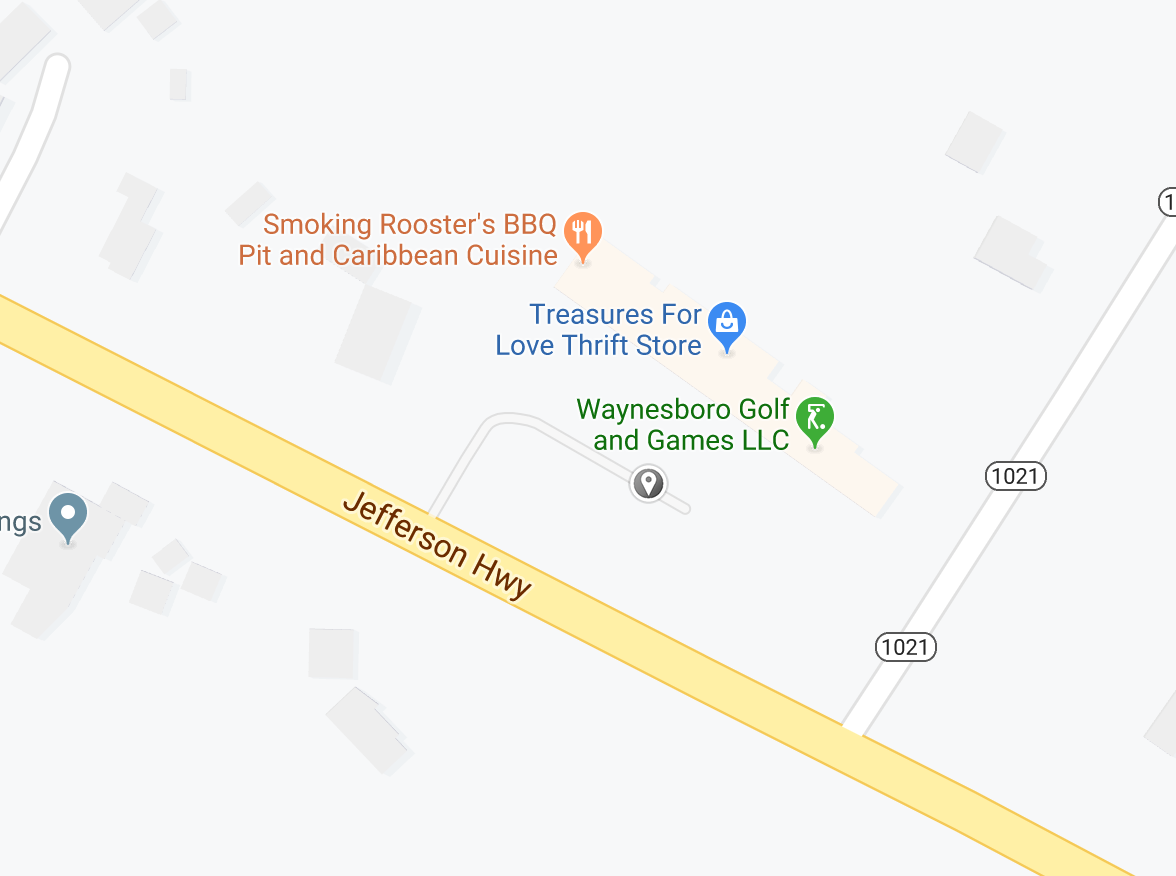 Smoking Rooster's BBQ
Pit and Caribbean Cuisine
Treasures For
Love Thrift Store
Waynesboro Golf
and Games LLC
1021
ngs
Jefferson Hwy
1021